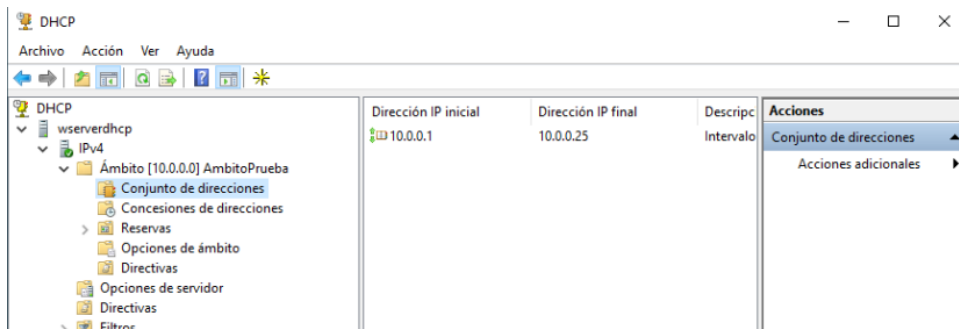 DHCP
Archivo Acción Ver Ayuda
DHCP
wserverdhcp
IPv4
Ámbito [10.0.0.0] AmbitoPrueba
Conjunto de direcciones
Concesiones de direcciones
Reservas
Opciones de ámbito
Directivas
Opciones de servidor
Directivas
Filtros
Dirección IP inicial Dirección IP final Descripc
10.0.0.1 10.0.0.25 Intervalo
Acciones
Conjunto de direcciones
Acciones adicionales